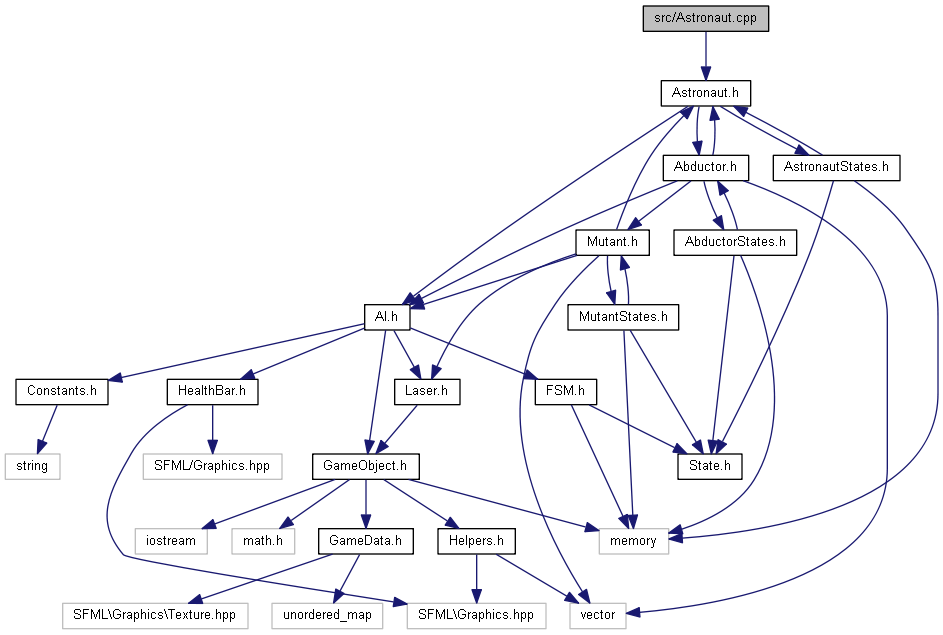 src/Astronaut.cpp
Astronaut.h
Abductor.h
AstronautStates.h
Mutant.h
AbductorStates.h
AI.h
MutantStates.h
Constants.h
HealthBar.h
Laser.h
FSM.h
string
SFML/Graphics.hpp
GameObject.h
State.h
iostream
math.h
GameData.h
Helpers.h
memory
SFML\Graphics\Texture.hpp
unordered_map
SFML\Graphics.hpp
vector